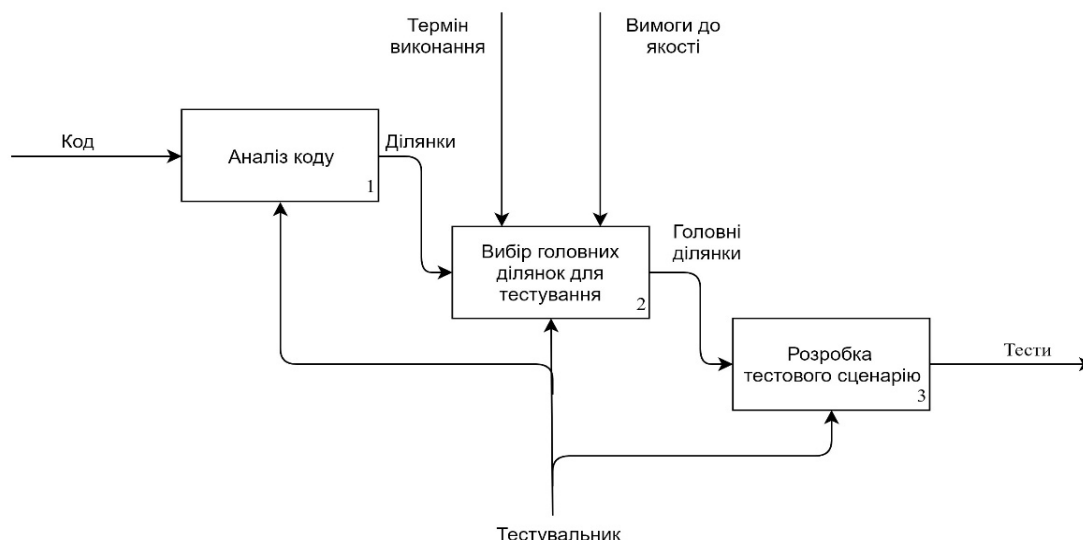 Термін
виконання
Вимоги до
якості
Код
Аналіз коду
1
Ділянки
Вибір головних
ділянок для
тестування
2
Головні
ділянки
Розробка
тестового сценарію
3
Тести
Тестувальник